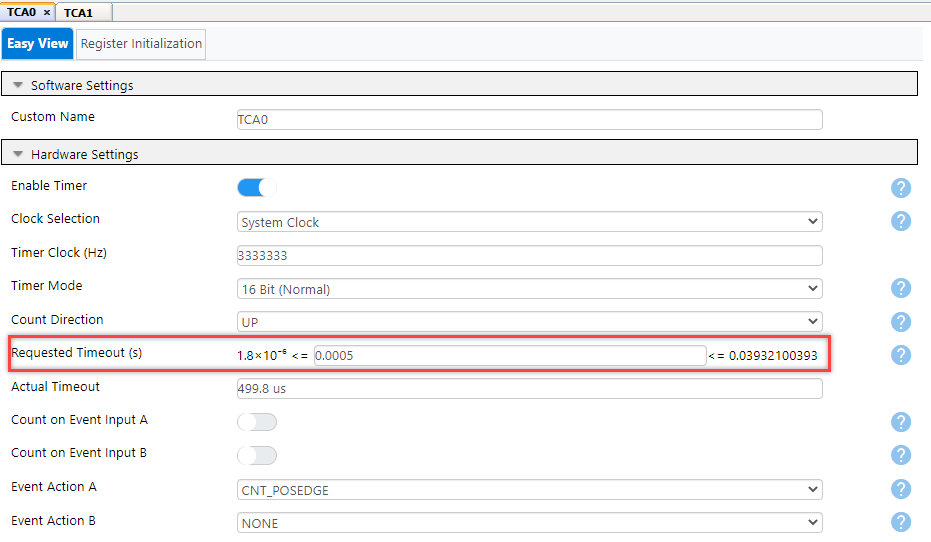 TCA0 × TCA1
Easy View Register Initialization
Software Settings
Custom Name TCA0
Hardware Settings
Enable Timer ?
Clock Selection System Clock ?
Timer Clock (Hz) 3333333
Timer Mode 16 Bit (Normal) ?
Count Direction UP ?
Requested Timeout (s) 1.8×10⁻⁶ <= 0.0005 <= 0.03932100393 ?
Actual Timeout 499.8 us
Count on Event Input A ?
Count on Event Input B ?
Event Action A CNT_POSEDGE ?
Event Action B NONE ?